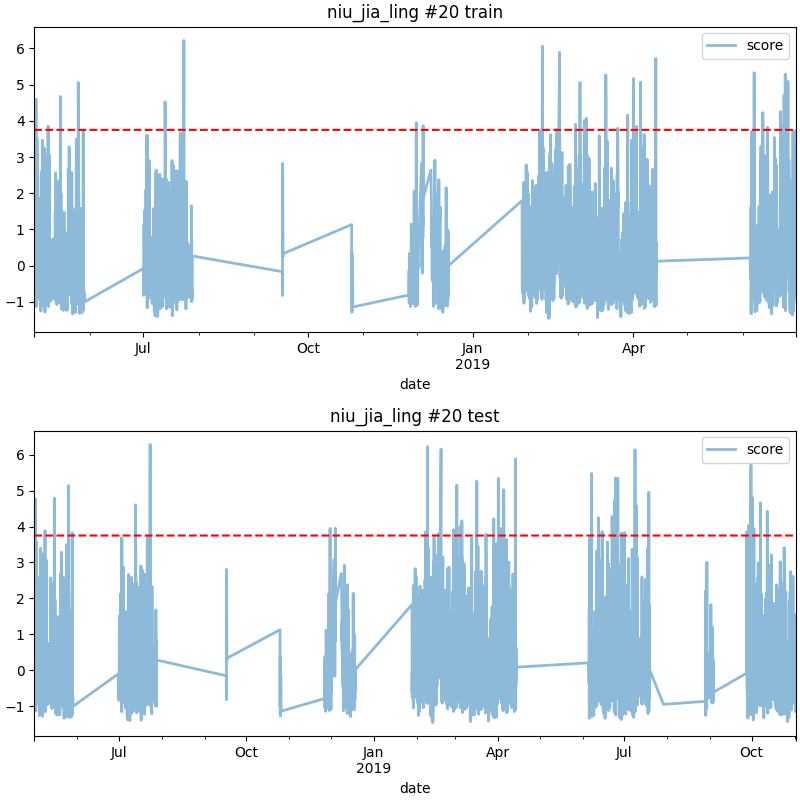 niu_jia_ling #20 train
score
6
5
4
3
2
1
0
−1
Jul
Oct
Jan
2019
Apr
date
niu_jia_ling #20 test
score
6
5
4
3
2
1
0
−1
Jul
Oct
Jan
2019
Apr
Jul
Oct
date